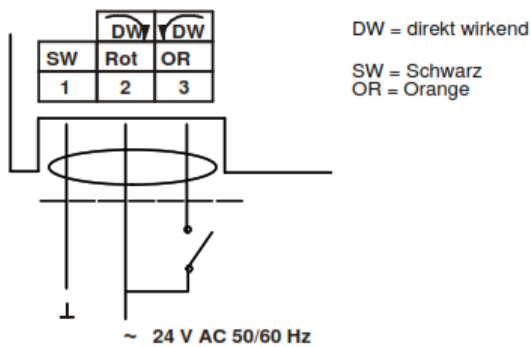 DW DW
SW Rot OR
1 2 3
DW = direkt wirkend
SW = Schwarz
OR = Orange
~ 24 V AC 50/60 Hz